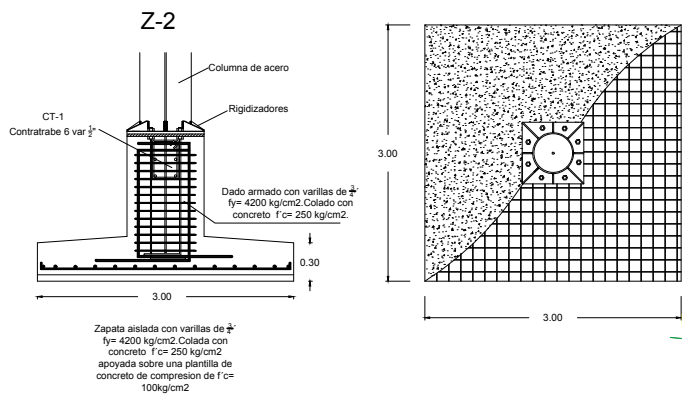 Z-2
Columna de acero
Rigidizadores
CT-1
Contratrabe 6 var ½"
Dado armado con varillas de ¾"
fy= 4200 kg/cm2.Colado con
concreto f´c= 250 kg/cm2.
0.30
3.00
Zapata aislada con varillas de ¾"
fy= 4200 kg/cm2.Colada con
concreto f´c= 250 kg/cm2
apoyada sobre una plantilla de
concreto de compresion de f´c=
100kg/cm2
3.00
3.00